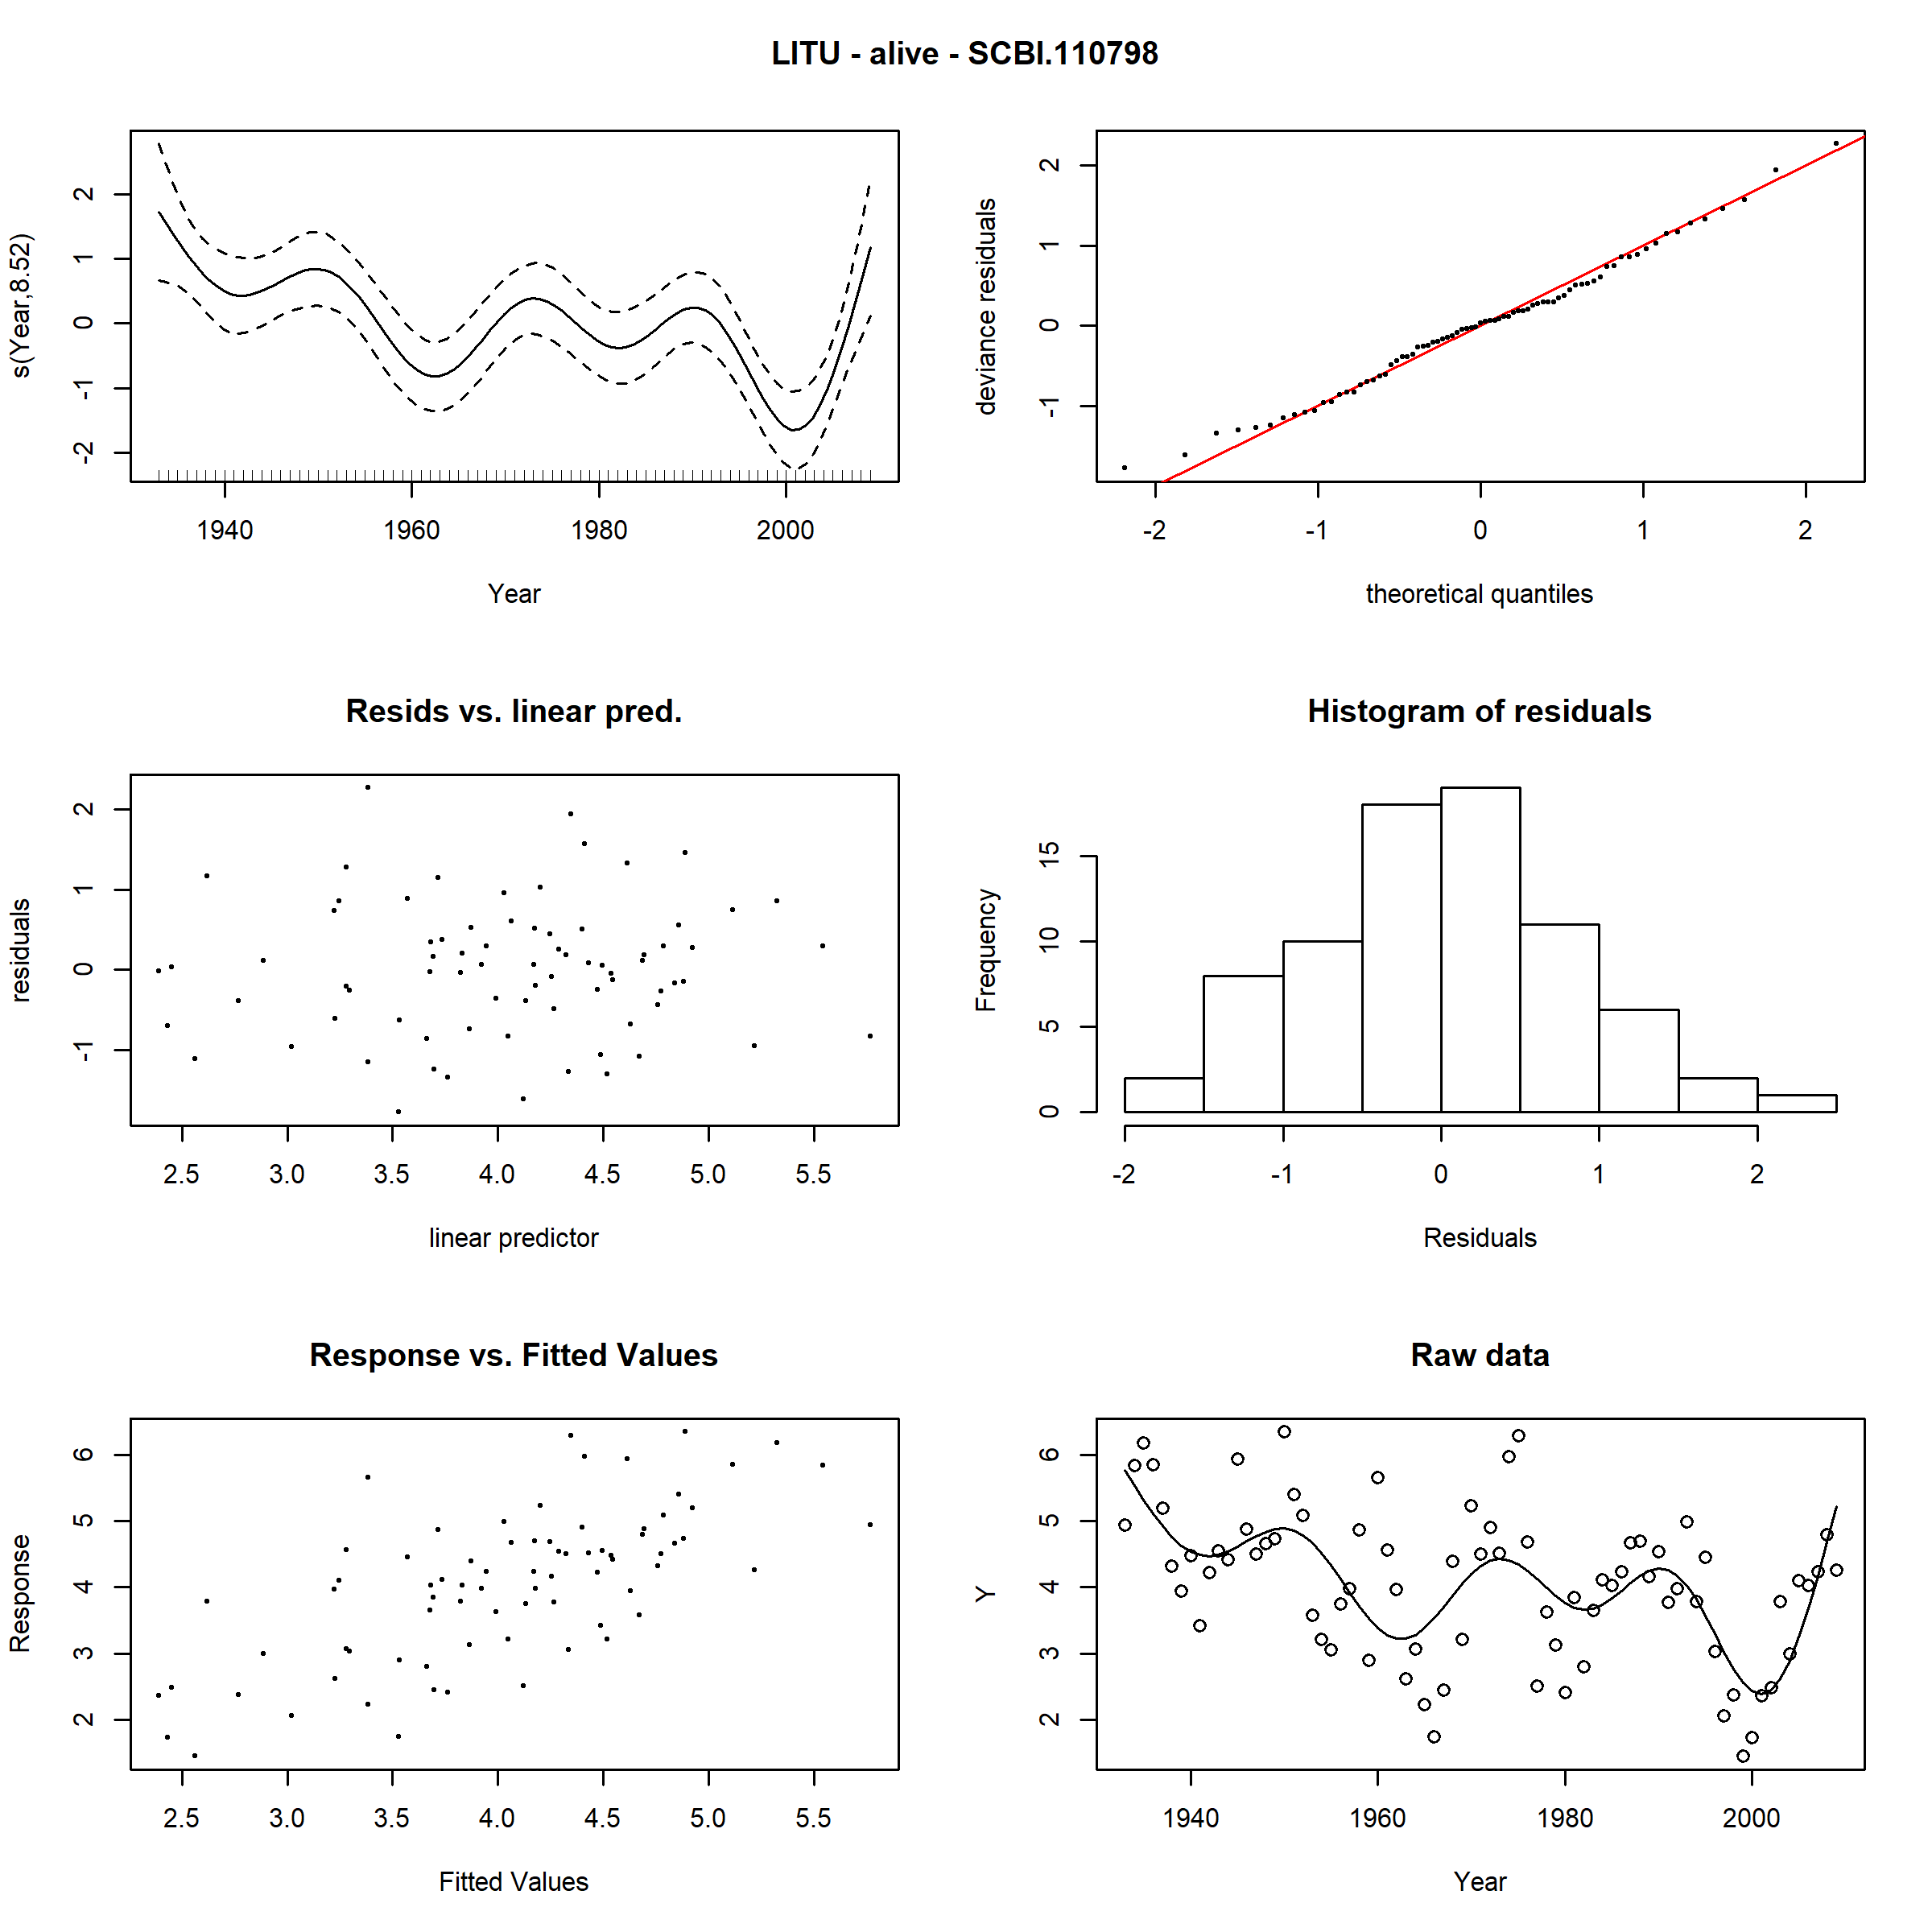 LITU - alive - SCBI.110798
s(Year,8.52)
2
1
0
-1
-2
1940 1960 1980 2000
Year
deviance residuals
2
1
0
-1
-2 -1 0 1 2
theoretical quantiles
Resids vs. linear pred.
residuals
2
1
0
-1
2.5 3.0 3.5 4.0 4.5 5.0 5.5
linear predictor
Histogram of residuals
Frequency
15
10
5
0
-2 -1 0 1 2
Residuals
Response vs. Fitted Values
Response
6
5
4
3
2
2.5 3.0 3.5 4.0 4.5 5.0 5.5
Fitted Values
Raw data
Y
6
5
4
3
2
1940 1960 1980 2000
Year